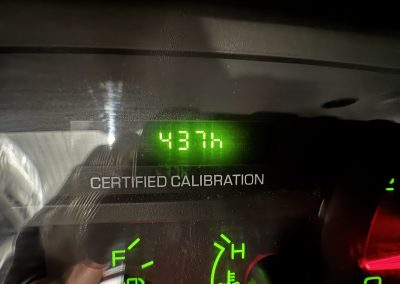 437h
CERTIFIED CALIBRATION
F H